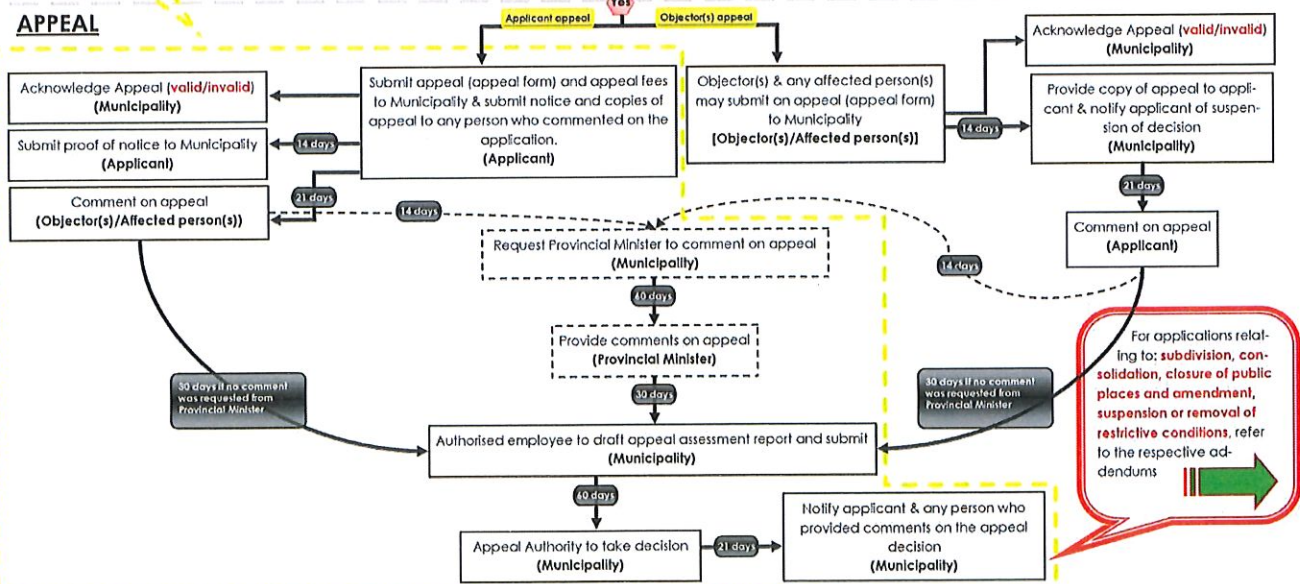 Yes
Applicant appeal
Objector(s) appeal
APPEAL
Acknowledge Appeal (valid/invalid)
(Municipality)
Submit proof of notice to Municipality
(Applicant)
Comment on appeal
(Objector(s)/Affected person(s))
Submit appeal (appeal form) and appeal fees
to Municipality & submit notice and copies of
appeal to any person who commented on the
application.
(Applicant)
14 days
21 days
Objector(s) & any affected person(s)
may submit an appeal (appeal form)
to Municipality
[Objector(s)/Affected person(s)]
Acknowledge Appeal (valid/invalid)
(Municipality)
14 days
Provide copy of appeal to appli-
cant & notify applicant of suspen-
sion of decision
(Municipality)
21 days
Comment on appeal
(Applicant)
14 days
14 days
Request Provincial Minister to comment on appeal
(Municipality)
60 days
Provide comments on appeal
(Provincial Minister)
30 days
30 days if no comment
was requested from
Provincial Minister
30 days if no comment
was requested from
Provincial Minister
Authorised employee to draft appeal assessment report and submit
(Municipality)
60 days
Appeal Authority to take decision
(Municipality)
21 days
Notify applicant & any person who
provided comments on the appeal
decision
(Municipality)
For applications relat-
ing to: subdivision, con-
solidation, closure of public
places and amendment,
suspension or removal of
restrictive conditions, refer
to the respective ad-
dendums